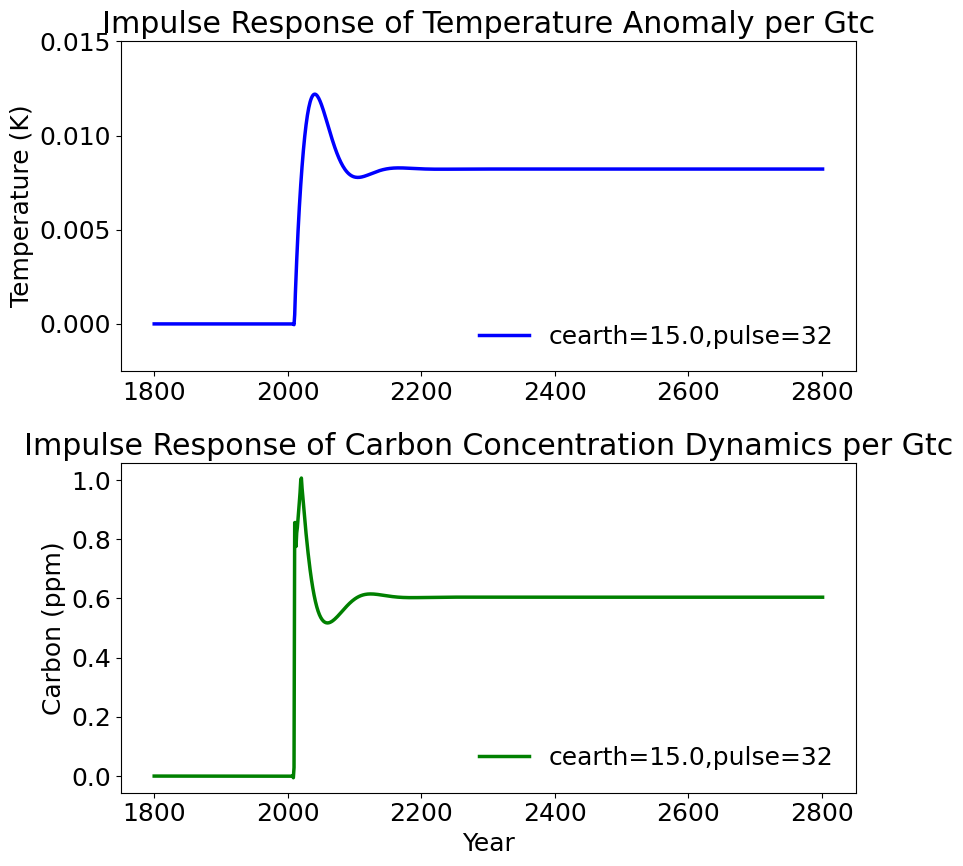 Impulse Response of Temperature Anomaly per Gtc
0.015
0.010
0.005
0.000
Temperature (K)
cearth=15.0,pulse=32
1800 2000 2200 2400 2600 2800
Impulse Response of Carbon Concentration Dynamics per Gtc
1.0
0.8
0.6
0.4
0.2
0.0
Carbon (ppm)
cearth=15.0,pulse=32
1800 2000 2200 2400 2600 2800
Year